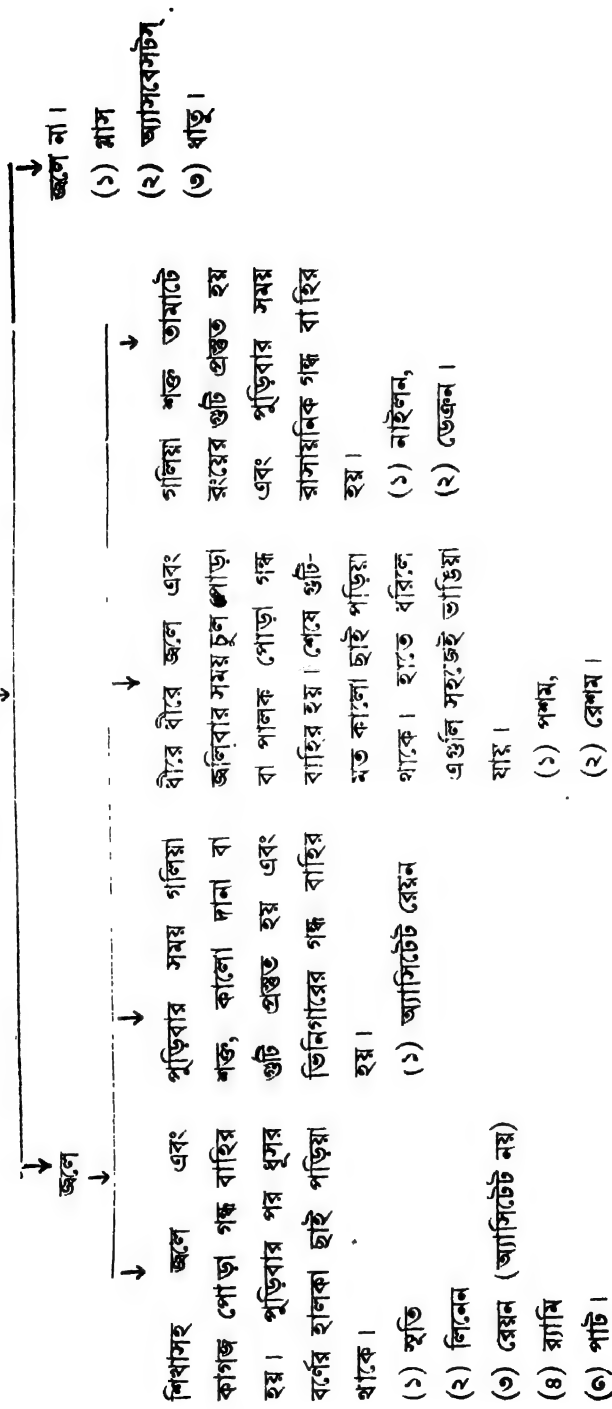 জ্বলে
শিখাসহ জ্বলে এবং
কাগজ পোড়া গন্ধ বাহির
হয়। পুড়িবার পর ধূসর
বর্ণের হালকা ছাই পড়িয়া
থাকে।
(১) সূতি
(২) লিনেন
(৩) রেয়ন (অ্যাসিটেট নয়)
(৪) র‍্যামি
(৫) পাট।
পুড়িবার সময় গলিয়া
শক্ত, কালো দানা বা
গুটি প্রস্তুত হয় এবং
ভিনিগারের গন্ধ বাহির
হয়।
(১) অ্যাসিটেট রেয়ন
ধীরে ধীরে জ্বলে এবং
জ্বলিবার সময় চুল পোড়া
বা পালক পোড়া গন্ধ
বাহির হয়। শেষে গুটি-
মত কালো ছাই পড়িয়া
থাকে। হাতে ধরিলে
এগুলি সহজেই ভাঙিয়া
যায়।
(১) পশম,
(২) রেশম।
গলিয়া শক্ত তামাটে
রংয়ের গুটি প্রস্তুত হয়
এবং পুড়িবার সময়
রাসায়নিক গন্ধ বাহির
হয়।
(১) নাইলন,
(২) ডেক্রন।
জ্বলে না।
(১) গ্লাস
(২) অ্যাসবেসটস্
(৩) ধাতু।